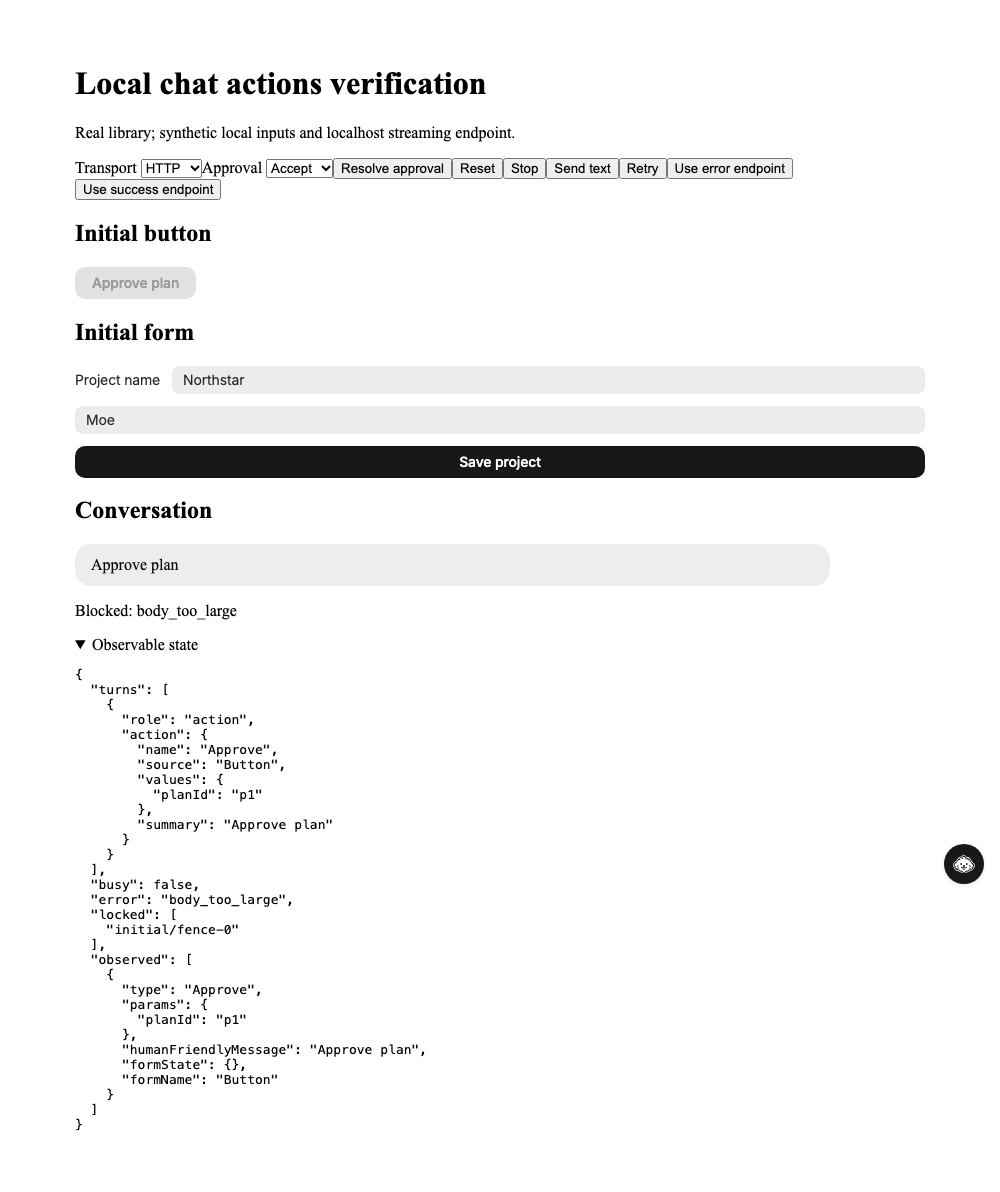 Local chat actions verification
Real library; synthetic local inputs and localhost streaming endpoint.
Transport HTTP Approval Accept Resolve approval Reset Stop Send text Retry Use error endpoint
Use success endpoint
Initial button
Approve plan
Initial form
Project name Northstar
Moe
Save project
Conversation
Approve plan
Blocked: body_too_large
▼ Observable state
{
  "turns": [
    {
      "role": "action",
      "action": {
        "name": "Approve",
        "source": "Button",
        "values": {
          "planId": "p1"
        },
        "summary": "Approve plan"
      }
    }
  ],
  "busy": false,
  "error": "body_too_large",
  "locked": [
    "initial/fence-0"
  ],
  "observed": [
    {
      "type": "Approve",
      "params": {
        "planId": "p1"
      },
      "humanFriendlyMessage": "Approve plan",
      "formState": {},
      "formName": "Button"
    }
  ]
}